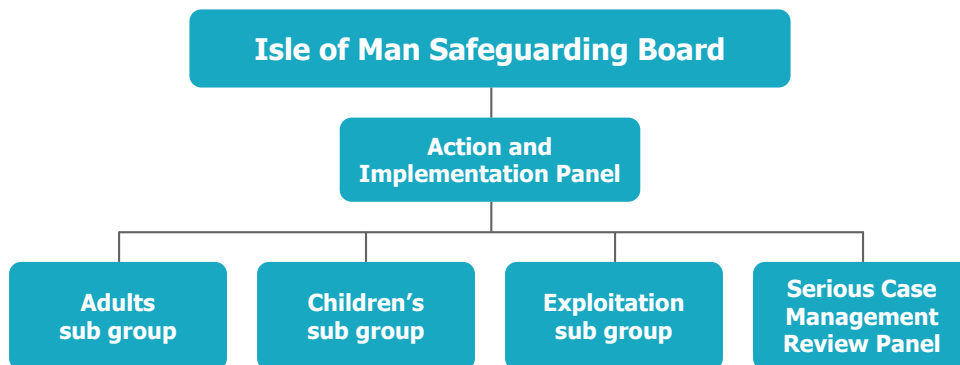 Isle of Man Safeguarding Board
Action and
Implementation Panel
Adults
sub group
Children's
sub group
Exploitation
sub group
Serious Case
Management
Review Panel